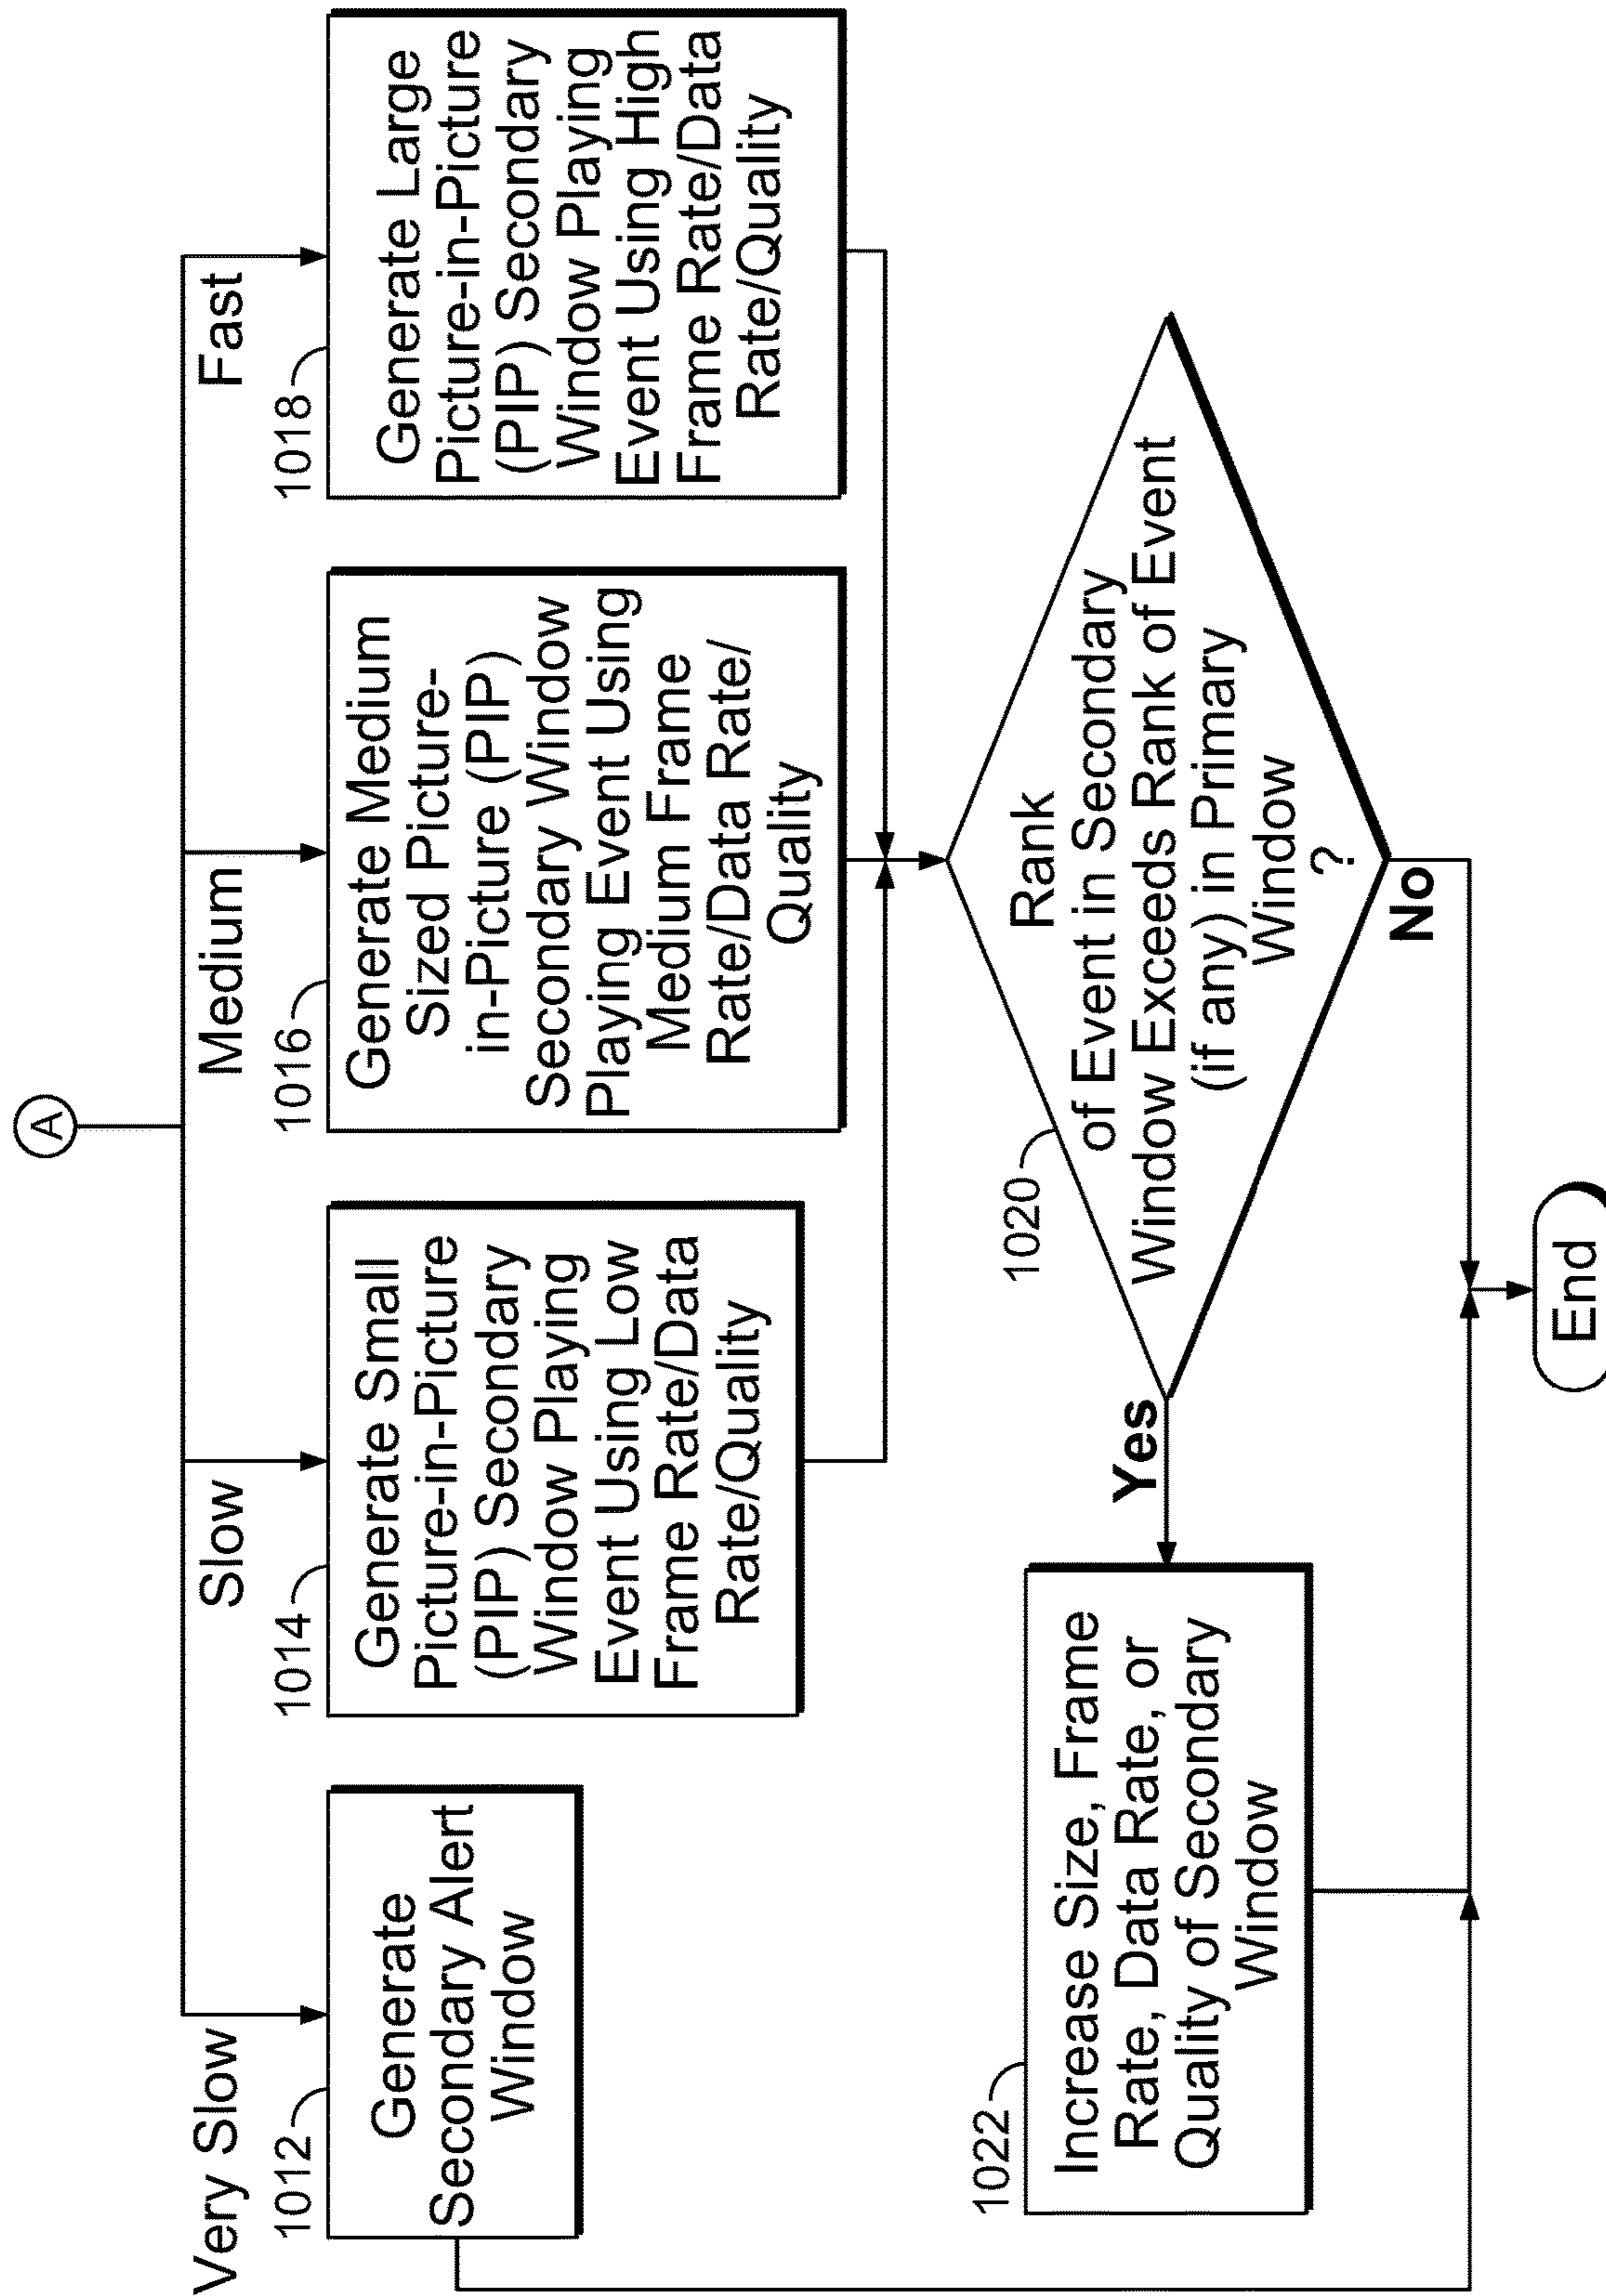 A
Very Slow
Slow
Medium
Fast
1012
Generate
Secondary Alert
Window
1014
Generate Small
Picture-in-Picture
(PIP) Secondary
Window Playing
Event Using Low
Frame Rate/Data
Rate/Quality
1016
Generate Medium
Sized Picture-
in-Picture (PIP)
Secondary Window
Playing Event Using
Medium Frame
Rate/Data Rate/
Quality
1018
Generate Large
Picture-in-Picture
(PIP) Secondary
Window Playing
Event Using High
Frame Rate/Data
Rate/Quality
1020
Rank
of Event in Secondary
Window Exceeds Rank of Event
(if any) in Primary
Window
?
Yes
No
1022
Increase Size, Frame
Rate, Data Rate, or
Quality of Secondary
Window
End